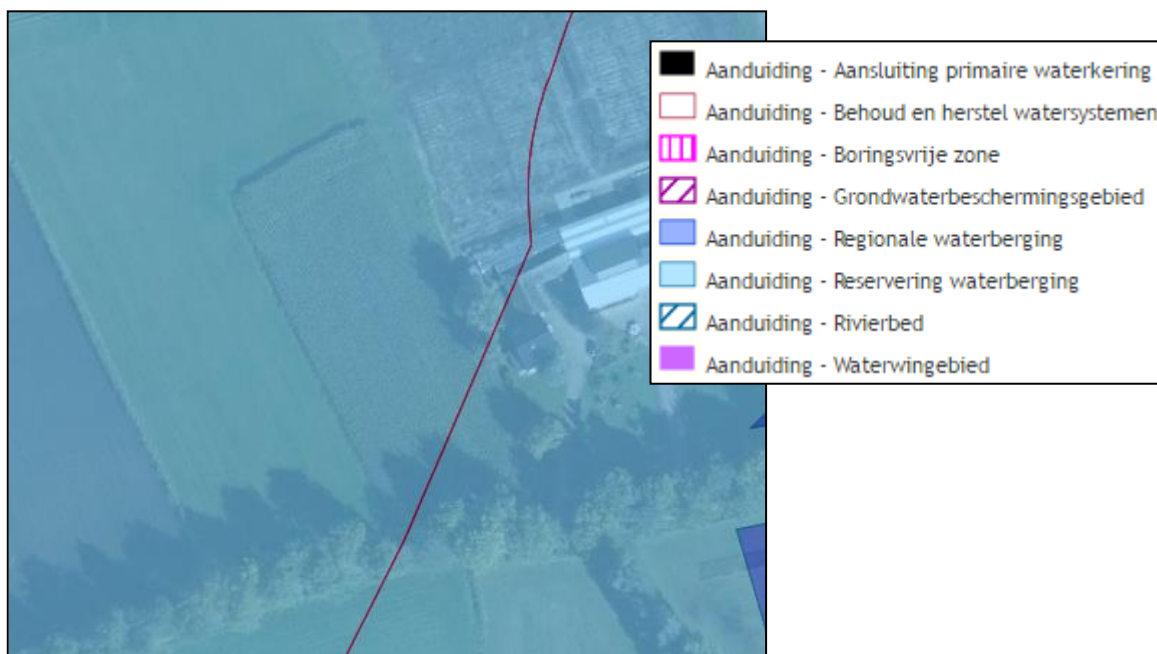 Aanduiding - Aansluiting primaire waterkering
Aanduiding - Behoud en herstel watersystemen
Aanduiding - Boringsvrije zone
Aanduiding - Grondwaterbeschermingsgebied
Aanduiding - Regionale waterberging
Aanduiding - Reservering waterberging
Aanduiding - Rivierbed
Aanduiding - Waterwingebied